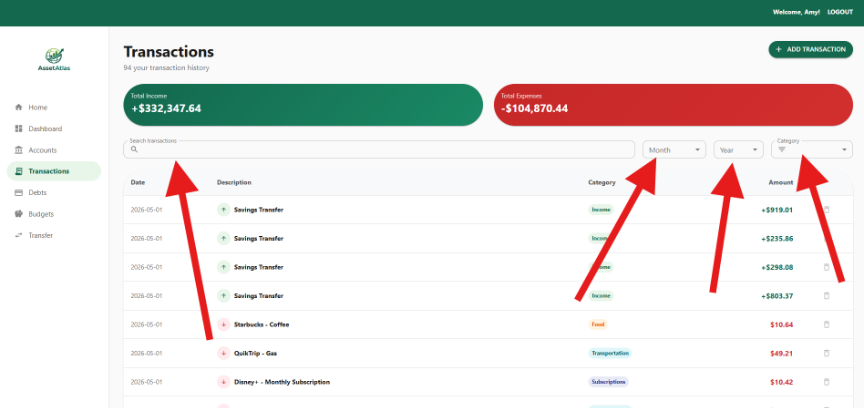 Welcome, Amy! LOGOUT
AssetAtlas
Home
Dashboard
Accounts
Transactions
Debts
Budgets
Transfer
Transactions
94 your transaction history
+ ADD TRANSACTION
Total Income
+$332,347.64
Total Expenses
-$104,870.44
Search transactions
Month
Year
Category
Date Description Category Amount
2026-05-01 Savings Transfer Income +$919.01
2026-05-01 Savings Transfer Income +$235.86
2026-05-01 Savings Transfer Income +$298.08
2026-05-01 Savings Transfer Income +$803.37
2026-05-01 Starbucks - Coffee Food $10.64
2026-05-01 QuikTrip - Gas Transportation $49.21
2026-05-01 Disney+ - Monthly Subscription Subscriptions $10.42